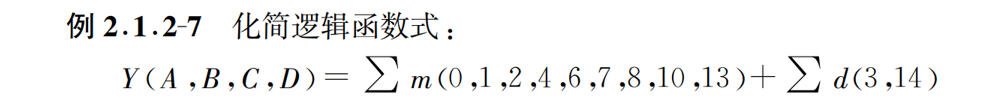 例 2.1.2-7 化简逻辑函数式：
Y(A,B,C,D)=∑m(0,1,2,4,6,7,8,10,13)+∑d(3,14)